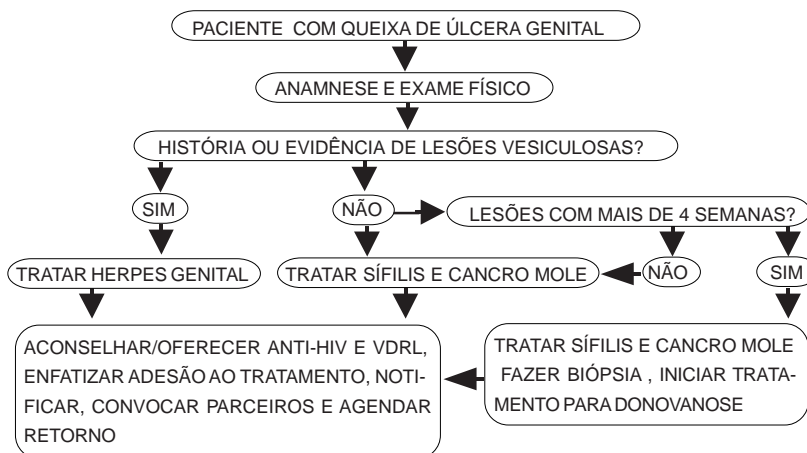 PACIENTE COM QUEIXA DE ÚLCERA GENITAL
ANAMNESE E EXAME FÍSICO
HISTÓRIA OU EVIDÊNCIA DE LESÕES VESICULOSAS?
SIM
NÃO
LESÕES COM MAIS DE 4 SEMANAS?
TRATAR HERPES GENITAL
TRATAR SÍFILIS E CANCRO MOLE
NÃO
SIM
ACONSELHAR/OFERECER ANTI-HIV E VDRL,
ENFATIZAR ADESÃO AO TRATAMENTO, NOTI-
FICAR, CONVOCAR PARCEIROS E AGENDAR
RETORNO
TRATAR SÍFILIS E CANCRO MOLE
FAZER BIÓPSIA , INICIAR TRATA-
MENTO PARA DONOVANOSE